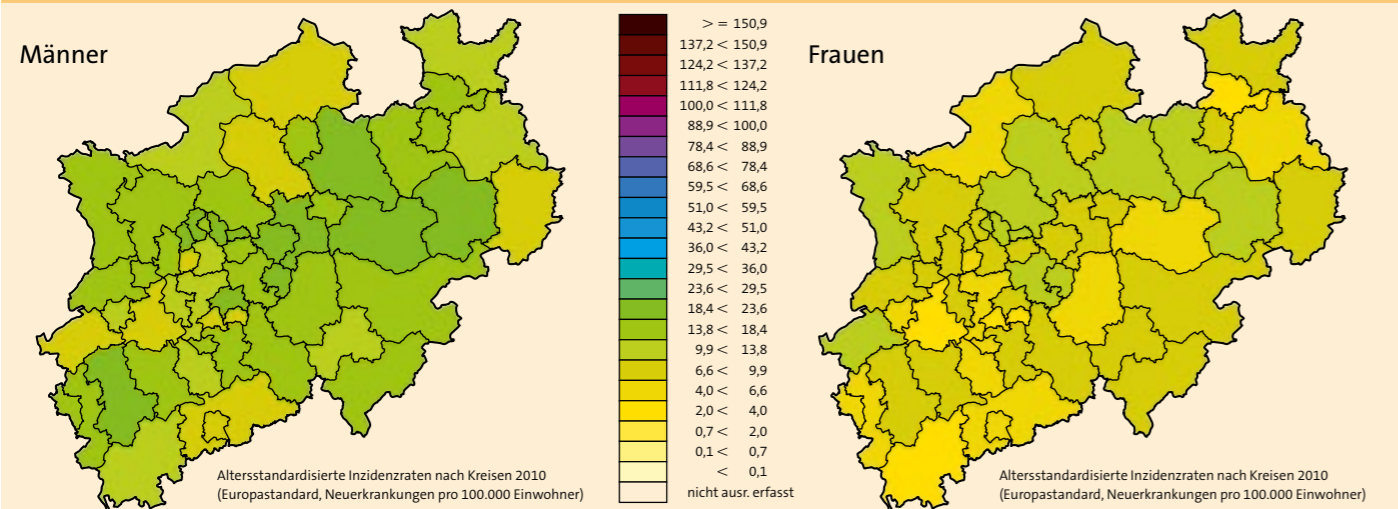 Männer
> = 150,9
137,2 < 150,9
124,2 < 137,2
111,8 < 124,2
100,0 < 111,8
88,9 < 100,0
78,4 < 88,9
68,6 < 78,4
59,5 < 68,6
51,0 < 59,5
43,2 < 51,0
36,0 < 43,2
29,5 < 36,0
23,6 < 29,5
18,4 < 23,6
13,8 < 18,4
9,9 < 13,8
6,6 < 9,9
4,0 < 6,6
2,0 < 4,0
0,7 < 2,0
0,1 < 0,7
< 0,1
nicht ausr. erfasst
Altersstandardisierte Inzidenzraten nach Kreisen 2010
(Europastandard, Neuerkrankungen pro 100.000 Einwohner)
Frauen
Altersstandardisierte Inzidenzraten nach Kreisen 2010
(Europastandard, Neuerkrankungen pro 100.000 Einwohner)